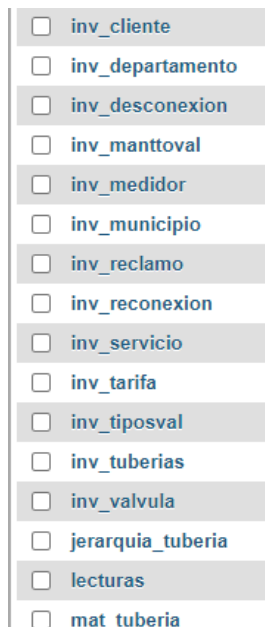 inv_cliente
inv_departamento
inv_desconexion
inv_manttoval
inv_medidor
inv_municipio
inv_reclamo
inv_reconexion
inv_servicio
inv_tarifa
inv_tiposval
inv_tuberias
inv_valvula
jerarquia_tuberia
lecturas
mat_tuberia